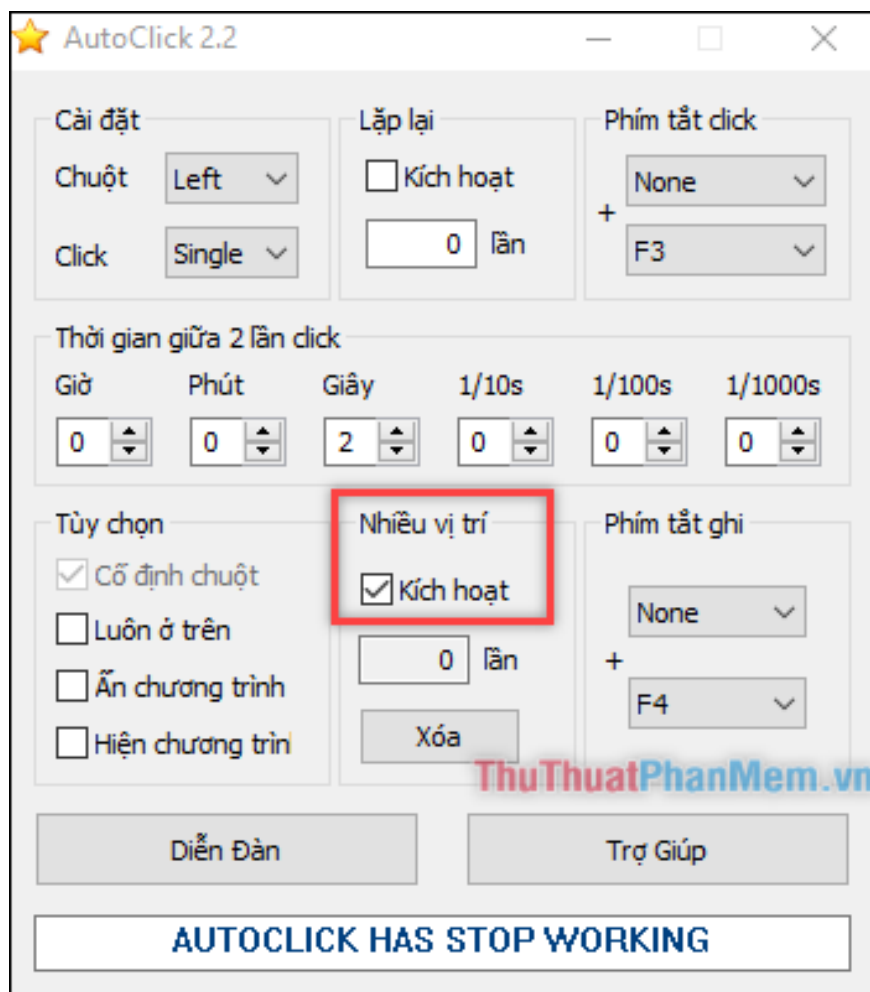 AutoClick 2.2
Cài đặt
Chuột Left
Click Single
Lặp lại
Kích hoạt
0 lần
Phím tắt click
None
+
F3
Thời gian giữa 2 lần click
Giờ Phút Giây 1/10s 1/100s 1/1000s
0 0 2 0 0 0
Tùy chọn
Cố định chuột
Luôn ở trên
Ẩn chương trình
Hiện chương trìn
Nhiều vị trí
Kích hoạt
0 lần
Xóa
Phím tắt ghi
None
+
F4
ThuThuatPhanMem.vn
Diễn Đàn Trợ Giúp
AUTOCLICK HAS STOP WORKING